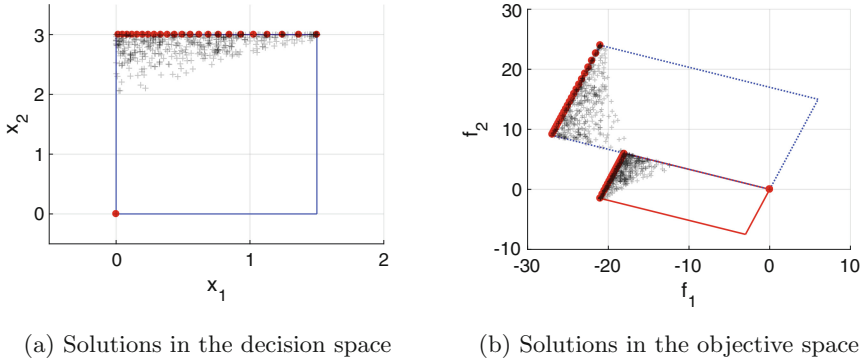 3
2
1
0
0
1
2
x₂
x₁
30
20
10
0
-10
-30
-20
-10
0
10
f₂
f₁
(a) Solutions in the decision space
(b) Solutions in the objective space